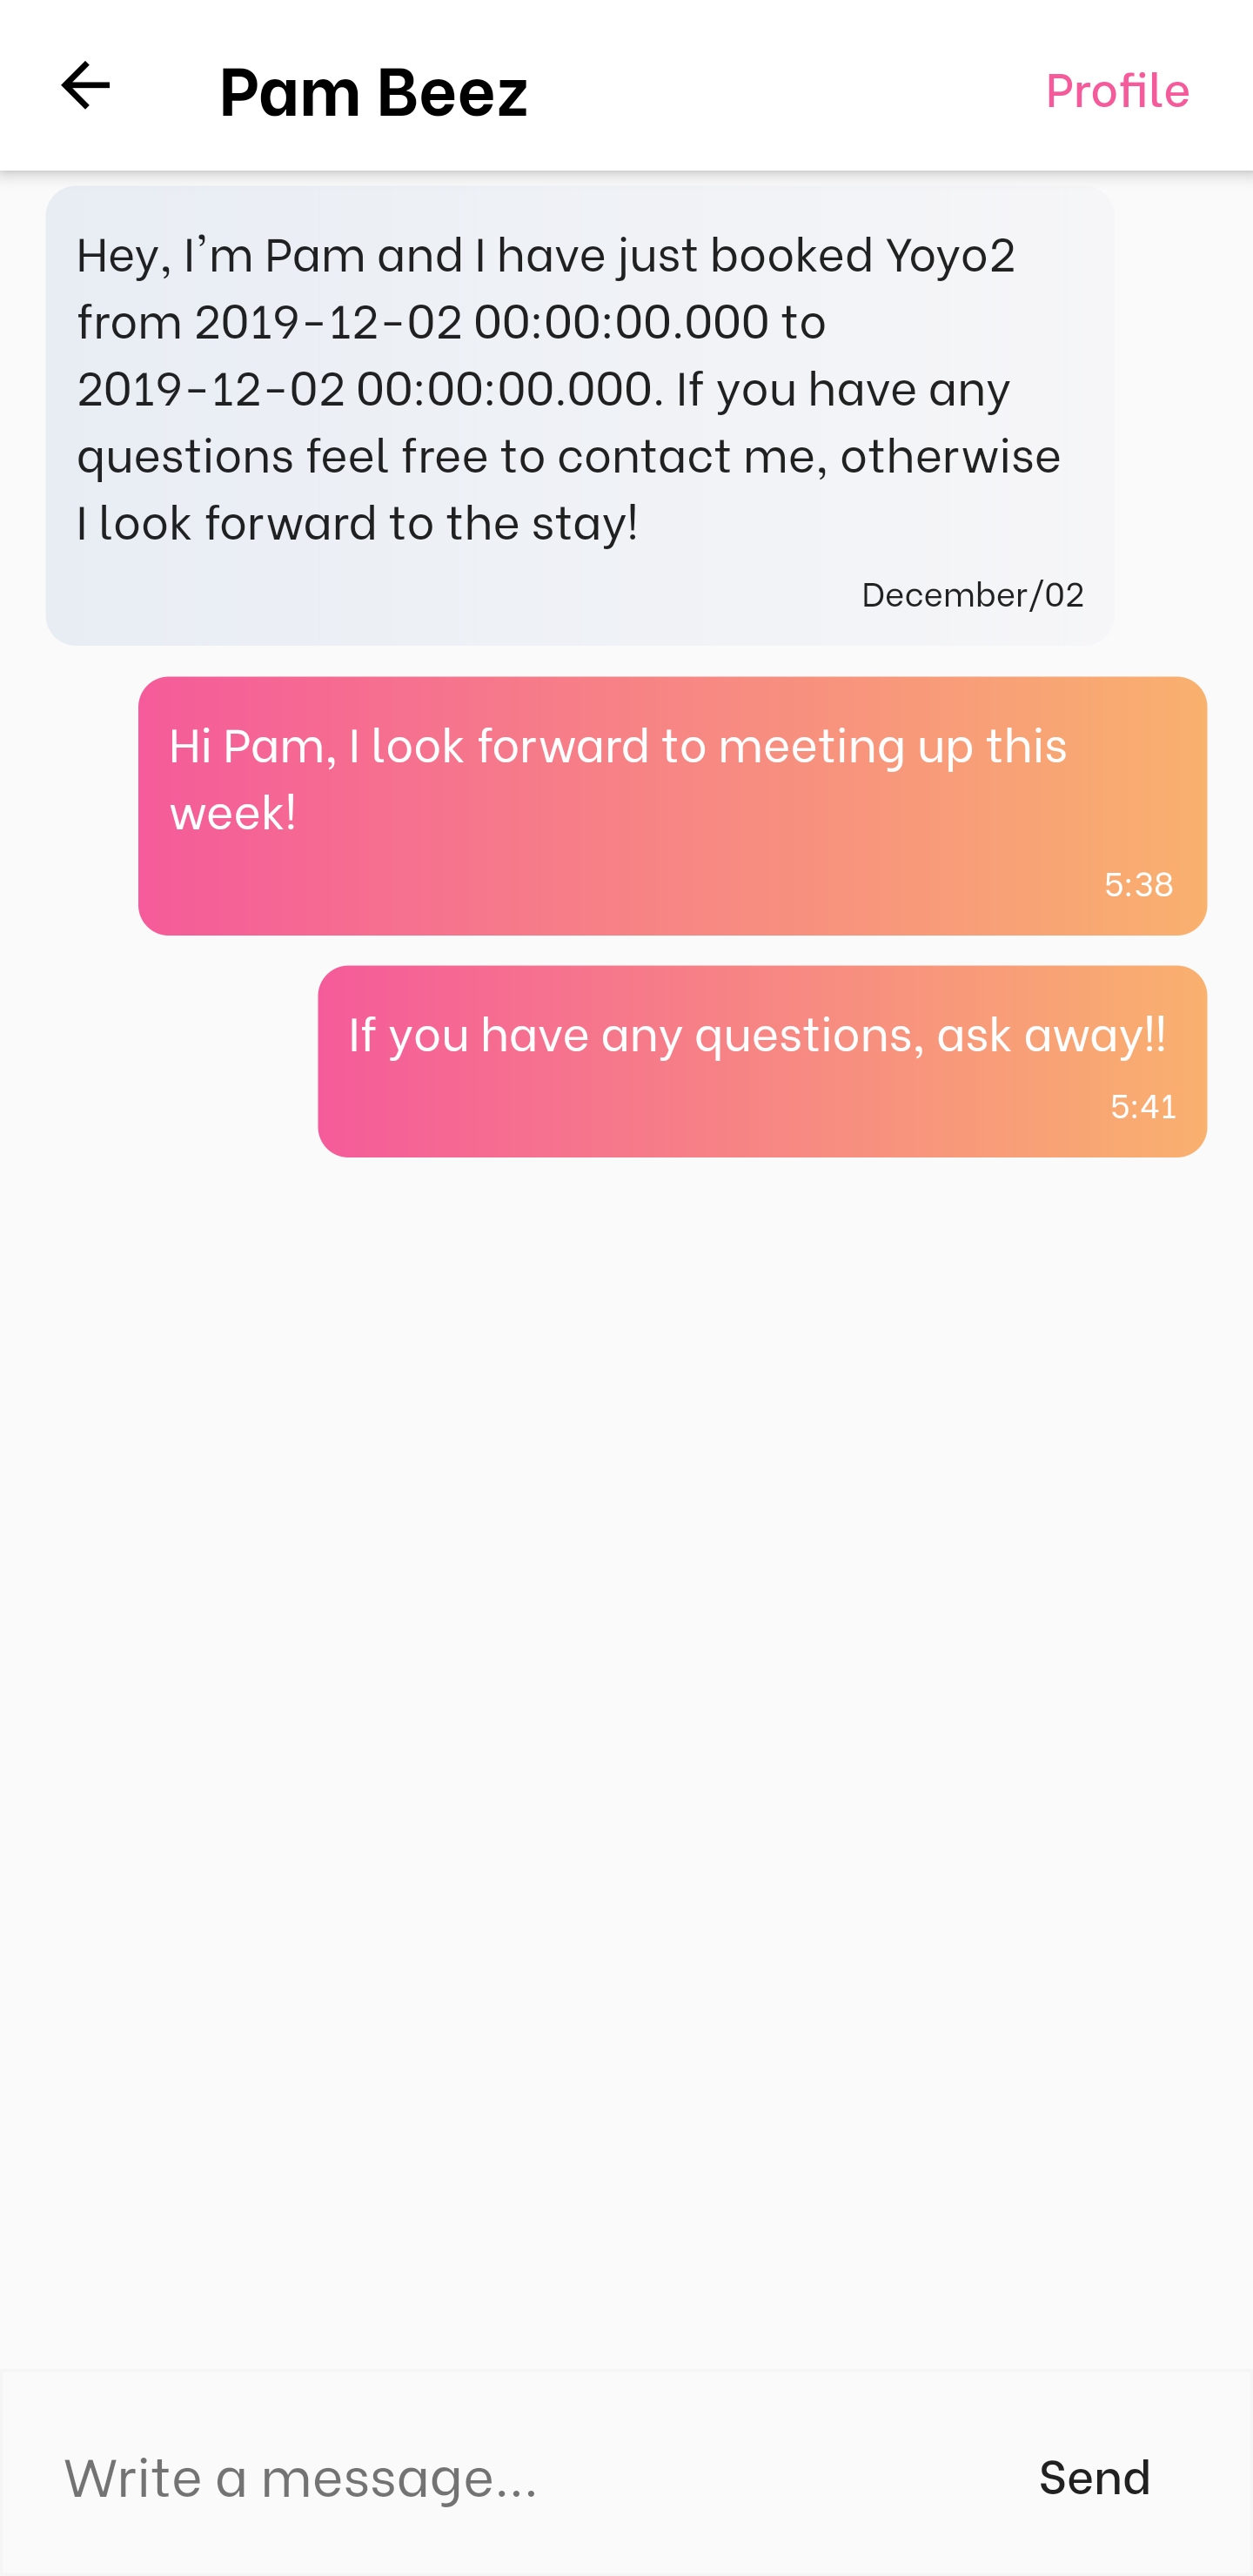 Pam Beez
Profile
Hey, I'm Pam and I have just booked Yoyo2
from 2019-12-02 00:00:00.000 to
2019-12-02 00:00:00.000. If you have any
questions feel free to contact me, otherwise
I look forward to the stay!
December/02
Hi Pam, I look forward to meeting up this
week!
5:38
If you have any questions, ask away!!
5:41
Write a message...
Send